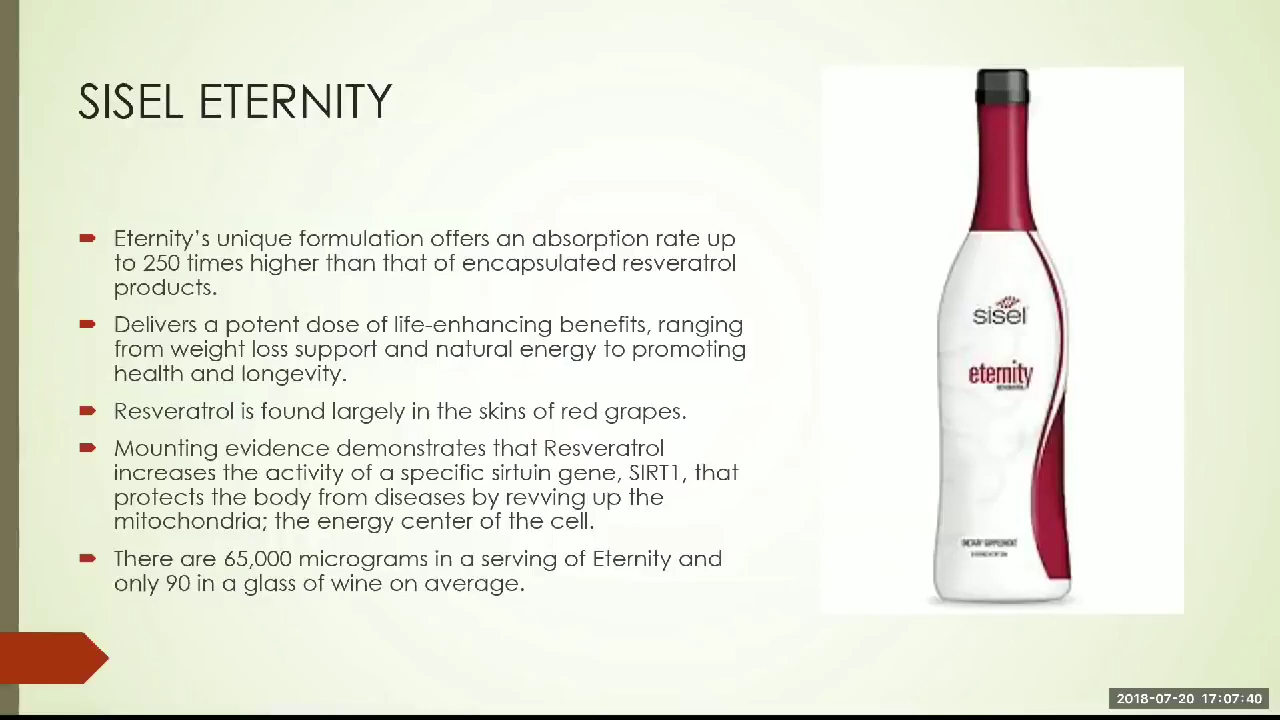 SISEL ETERNITY
Eternity's unique formulation offers an absorption rate up
to 250 times higher than that of encapsulated resveratrol
products.
Delivers a potent dose of life-enhancing benefits, ranging
from weight loss support and natural energy to promoting
health and longevity.
Resveratrol is found largely in the skins of red grapes.
Mounting evidence demonstrates that Resveratrol
increases the activity of a specific sirtuin gene, SIRT1, that
protects the body from diseases by revving up the
mitochondria; the energy center of the cell.
There are 65,000 micrograms in a serving of Eternity and
only 90 in a glass of wine on average.
sisel
eternity
DIETARY SUPPLEMENT
2018-07-20 17:07:40